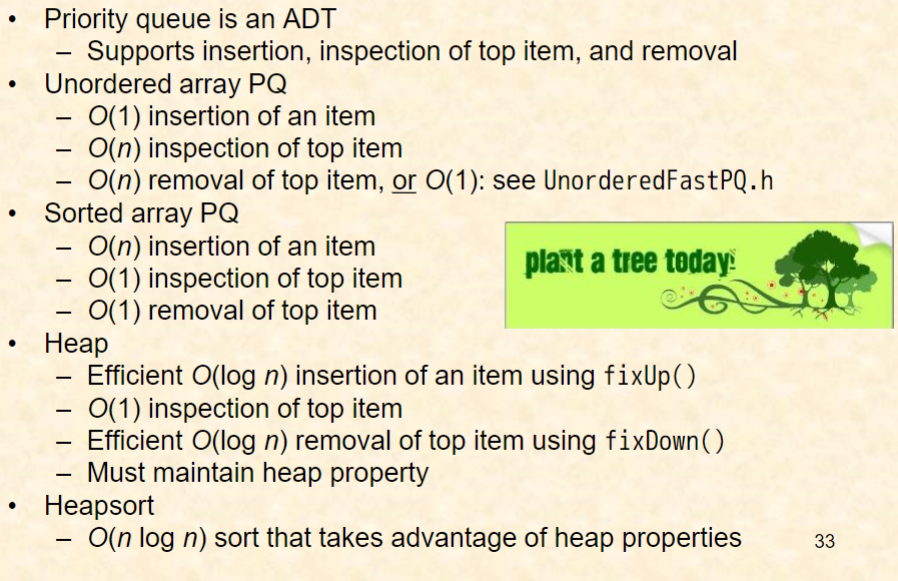 • Priority queue is an ADT
– Supports insertion, inspection of top item, and removal
• Unordered array PQ
– O(1) insertion of an item
– O(n) inspection of top item
– O(n) removal of top item, or O(1): see UnorderedFastPQ.h
• Sorted array PQ
– O(n) insertion of an item
– O(1) inspection of top item
– O(1) removal of top item
plant a tree today!
• Heap
– Efficient O(log n) insertion of an item using fixUp()
– O(1) inspection of top item
– Efficient O(log n) removal of top item using fixDown()
– Must maintain heap property
• Heapsort
– O(n log n) sort that takes advantage of heap properties
33